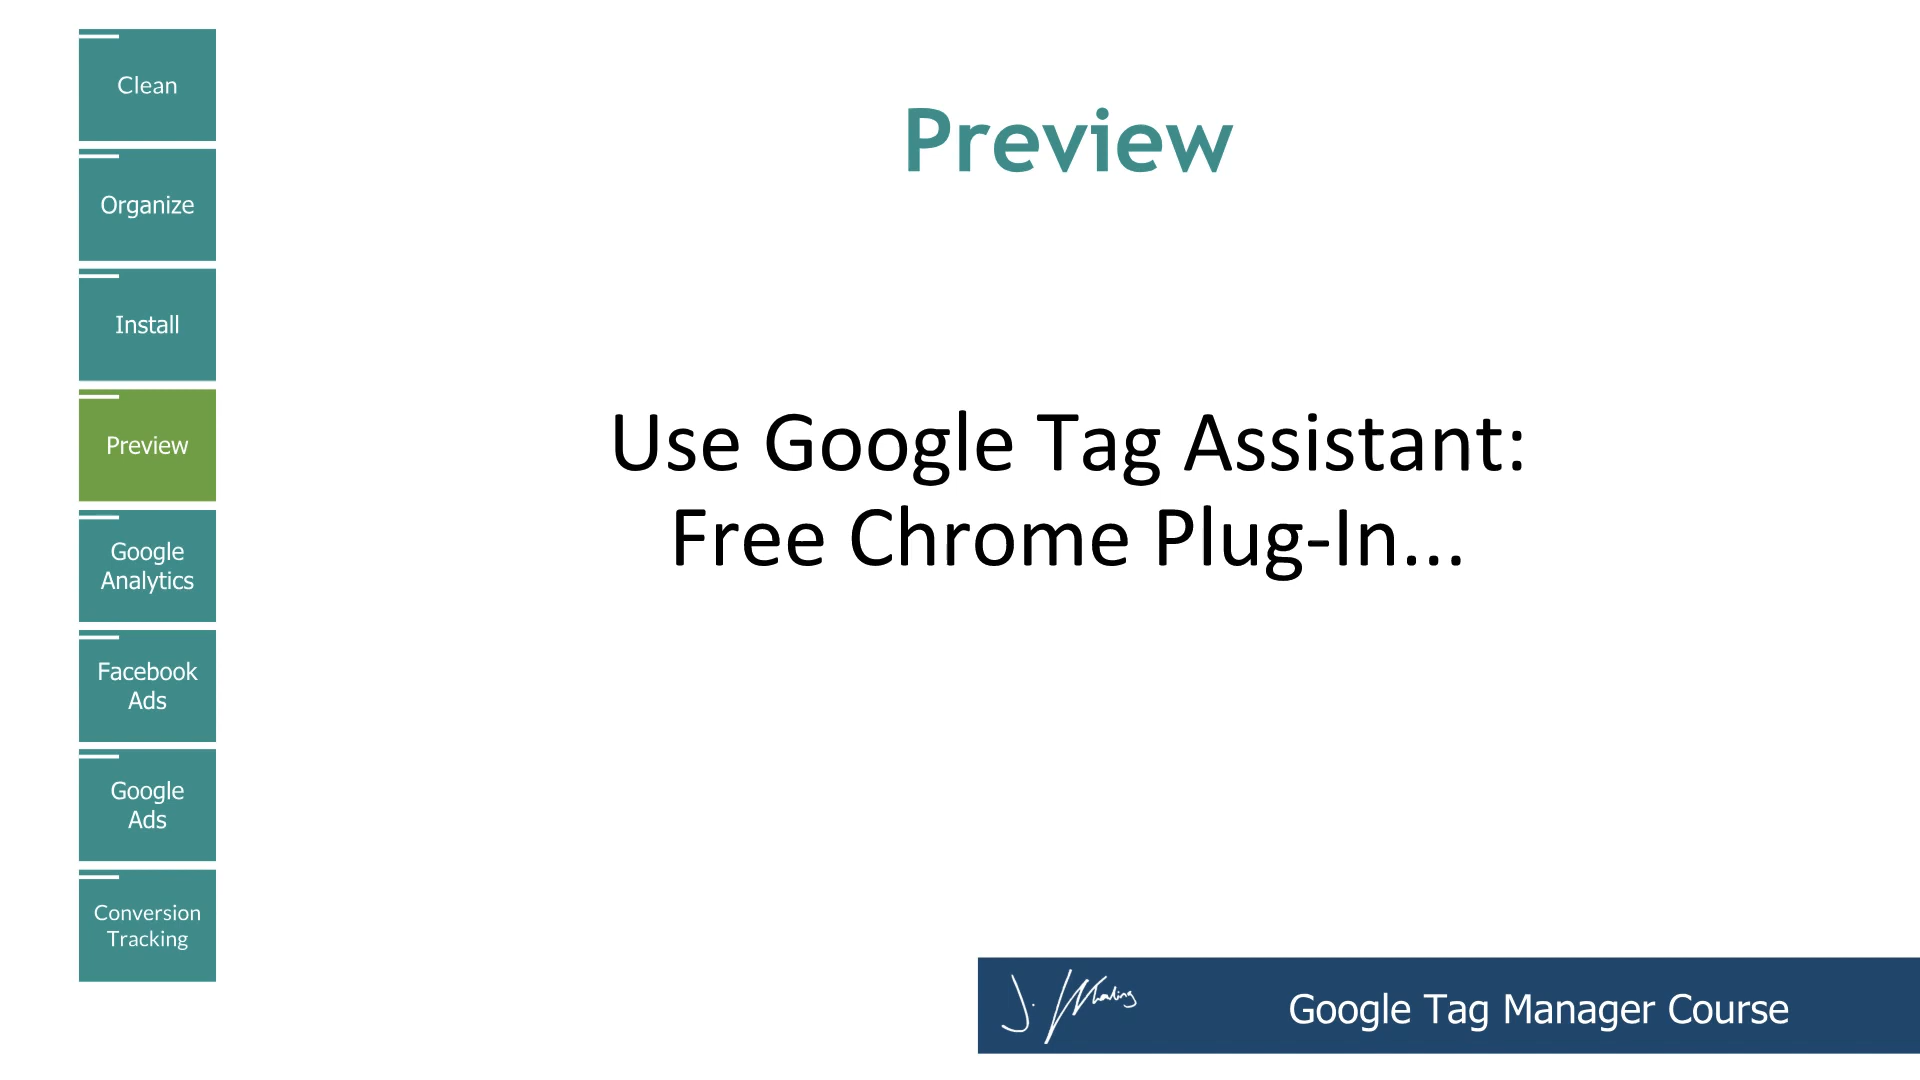 Clean
Organize
Install
Preview
Google
Analytics
Facebook
Ads
Google
Ads
Conversion
Tracking
Preview
Use Google Tag Assistant:
Free Chrome Plug-In...
Google Tag Manager Course